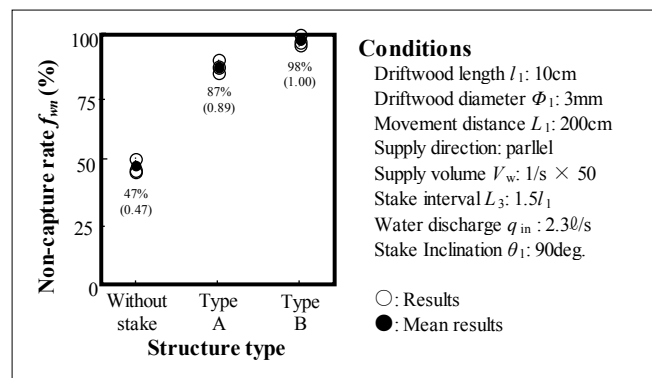 Non-capture rate fwn (%)
100
75
50
25
0
47%
(0.47)
87%
(0.89)
98%
(1.00)
Without
stake
Type
A
Type
B
Structure type
Conditions
Driftwood length l1: 10cm
Driftwood diameter Φ1: 3mm
Movement distance L1: 200cm
Supply direction: parllel
Supply volume Vw: 1/s × 50
Stake interval L3: 1.5l1
Water discharge q in : 2.3ℓ/s
Stake Inclination θ1: 90deg.
○: Results
●: Mean results